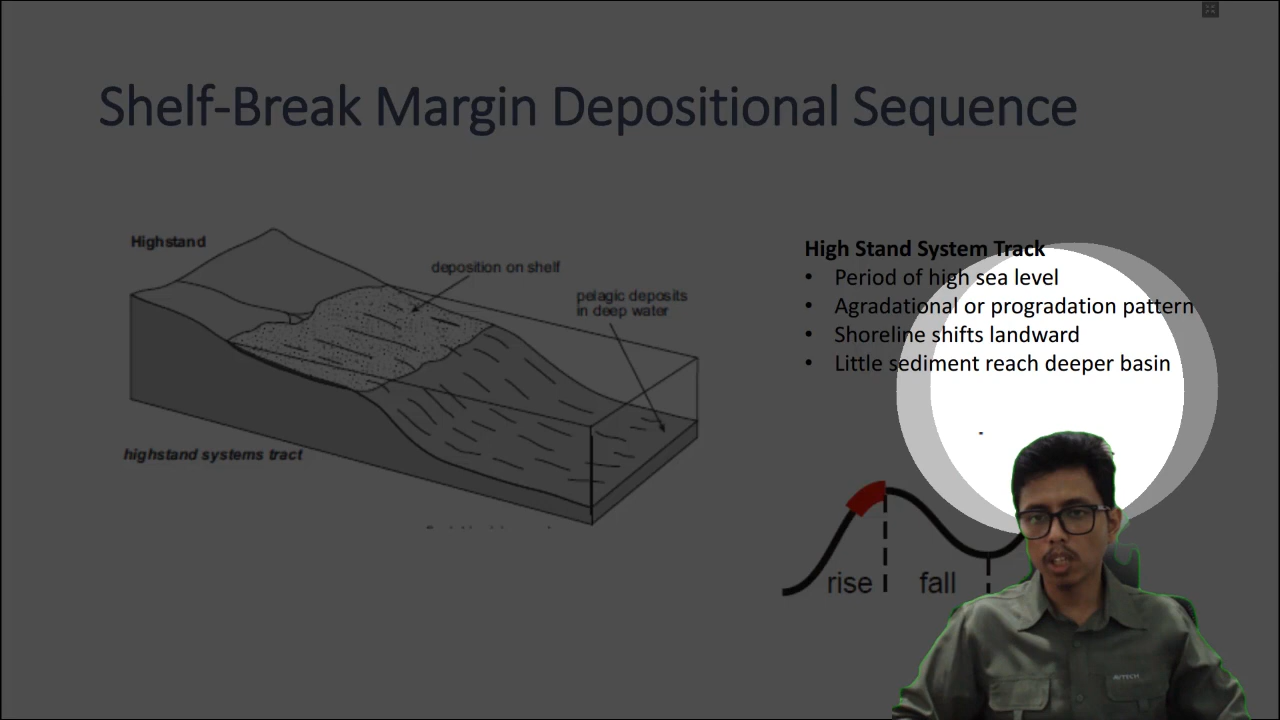 Shelf-Break Margin Depositional Sequence
Highstand
deposition on shelf
pelagic deposits
in deep water
highstand systems tract
High Stand System Track
• Period of high sea level
• Agradational or progradation pattern
• Shoreline shifts landward
• Little sediment reach deeper basin
rise
fall